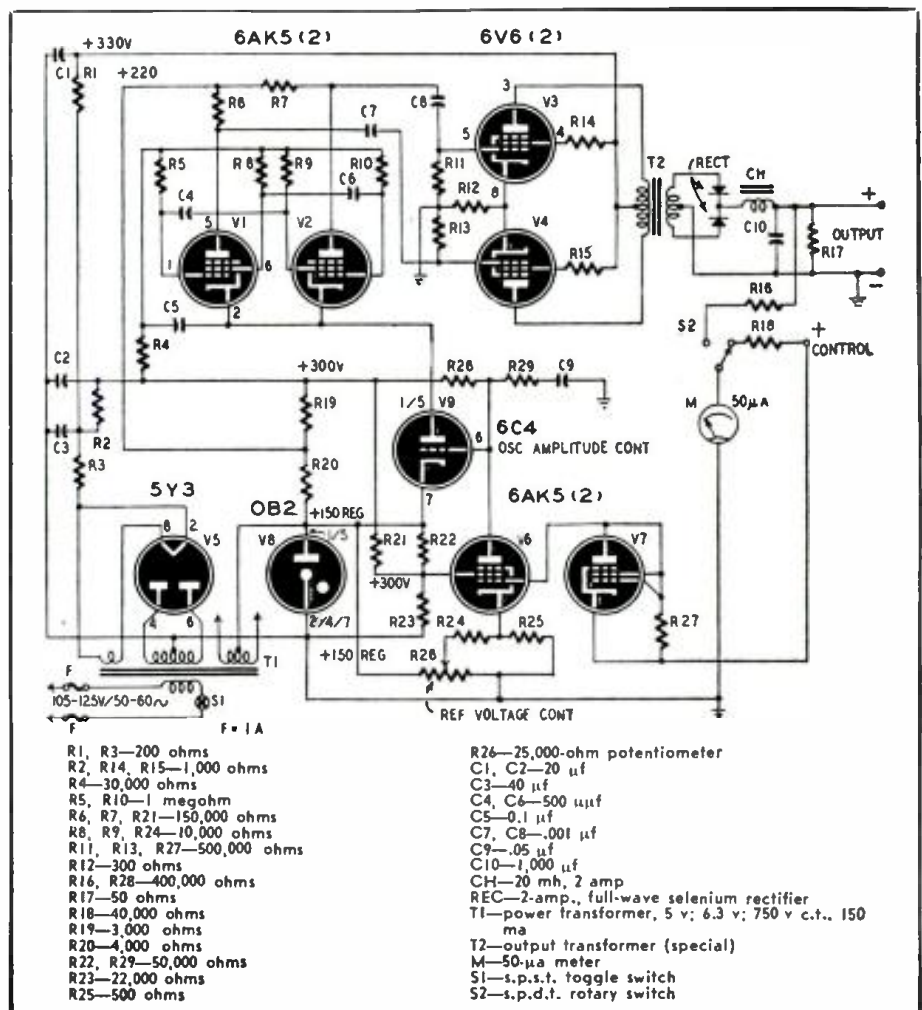 6AK5(2)
6V6(2)
+330V
C1
R1
+220
R6
R7
C7
C8
3
V3
5
4
R14
R5
R8
R9
R10
C6
C4
R11
R12
8
R13
V4
R15
T2
RECT
CH
+
C10
OUTPUT
R17
−
5
V1
V2
1
6
2
C5
R4
R16
S2
R18
+
CONTROL
C2
+300V
R28
R29
C9
M
50μA
R19
1/5
V9
6
6C4
OSC AMPLITUDE CONT
7
C3
R2
R3
R20
5Y3
OB2
+150 REG
1/5
6AK5(2)
8
2
V5
V8
R21
R22
V6
V7
+300V
4
6
2/4/7
R23
R24
R25
R27
T1
+150 REG
R26
F
105-125V/50-60~
S1
REF VOLTAGE CONT
F
F=1A
R1, R3—200 ohms
R2, R14, R15—1,000 ohms
R4—30,000 ohms
R5, R10—1 megohm
R6, R7, R21—150,000 ohms
R8, R9, R24—10,000 ohms
R11, R13, R27—500,000 ohms
R12—300 ohms
R16, R28—400,000 ohms
R17—50 ohms
R18—40,000 ohms
R19—3,000 ohms
R20—4,000 ohms
R22, R29—50,000 ohms
R23—22,000 ohms
R25—500 ohms
R26—25,000-ohm potentiometer
C1, C2—20 μf
C3—40 μf
C4, C6—500 μμf
C5—0.1 μf
C7, C8—.001 μf
C9—.05 μf
C10—1,000 μf
CH—20 mh, 2 amp
REC—2-amp., full-wave selenium rectifier
T1—power transformer, 5 v; 6.3 v; 750 v c.t., 150
ma
T2—output transformer (special)
M—50-μa meter
S1—s.p.s.t. toggle switch
S2—s.p.d.t. rotary switch